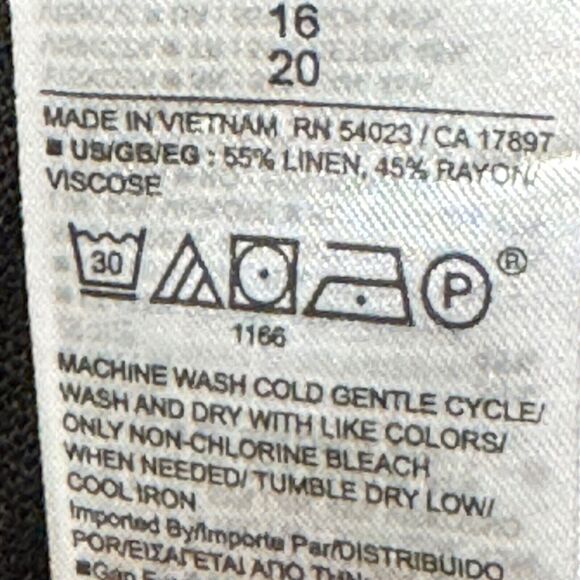 16
20
MADE IN VIETNAM RN 54023 / CA 17897
■ US/GB/EG : 55% LINEN, 45% RAYON/
VISCOSE
30 P ®
1166
MACHINE WASH COLD GENTLE CYCLE/
WASH AND DRY WITH LIKE COLORS/
ONLY NON-CHLORINE BLEACH
WHEN NEEDED/ TUMBLE DRY LOW/
COOL IRON
Imported By/Importe Par/DISTRIBUIDO
POR/ΕΙΣΑΓΕΤΑΙ ΑΠΟ ΤΗΝ
■Gap